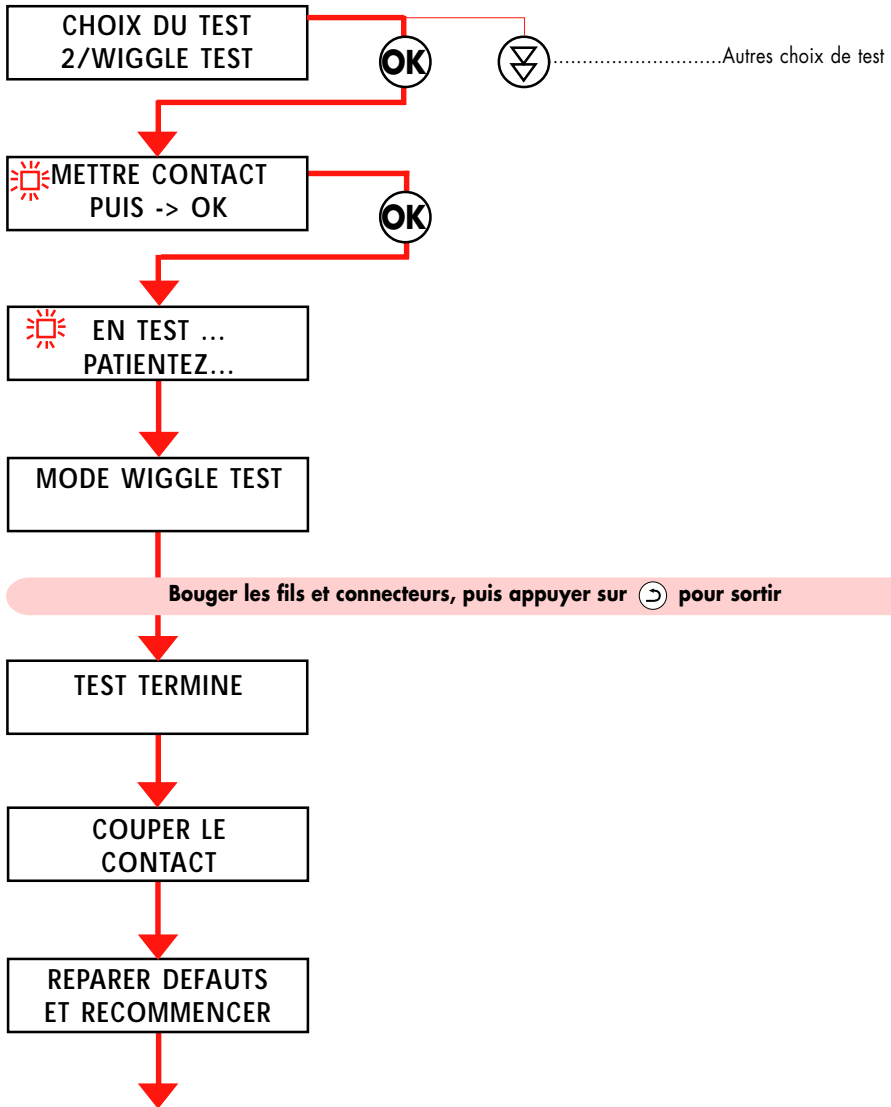 CHOIX DU TEST
2/WIGGLE TEST
OK
............................Autres choix de test
METTRE CONTACT
PUIS -> OK
OK
EN TEST ...
PATIENTEZ...
MODE WIGGLE TEST
Bouger les fils et connecteurs, puis appuyer sur pour sortir
TEST TERMINE
COUPER LE
CONTACT
REPARER DEFAUTS
ET RECOMMENCER